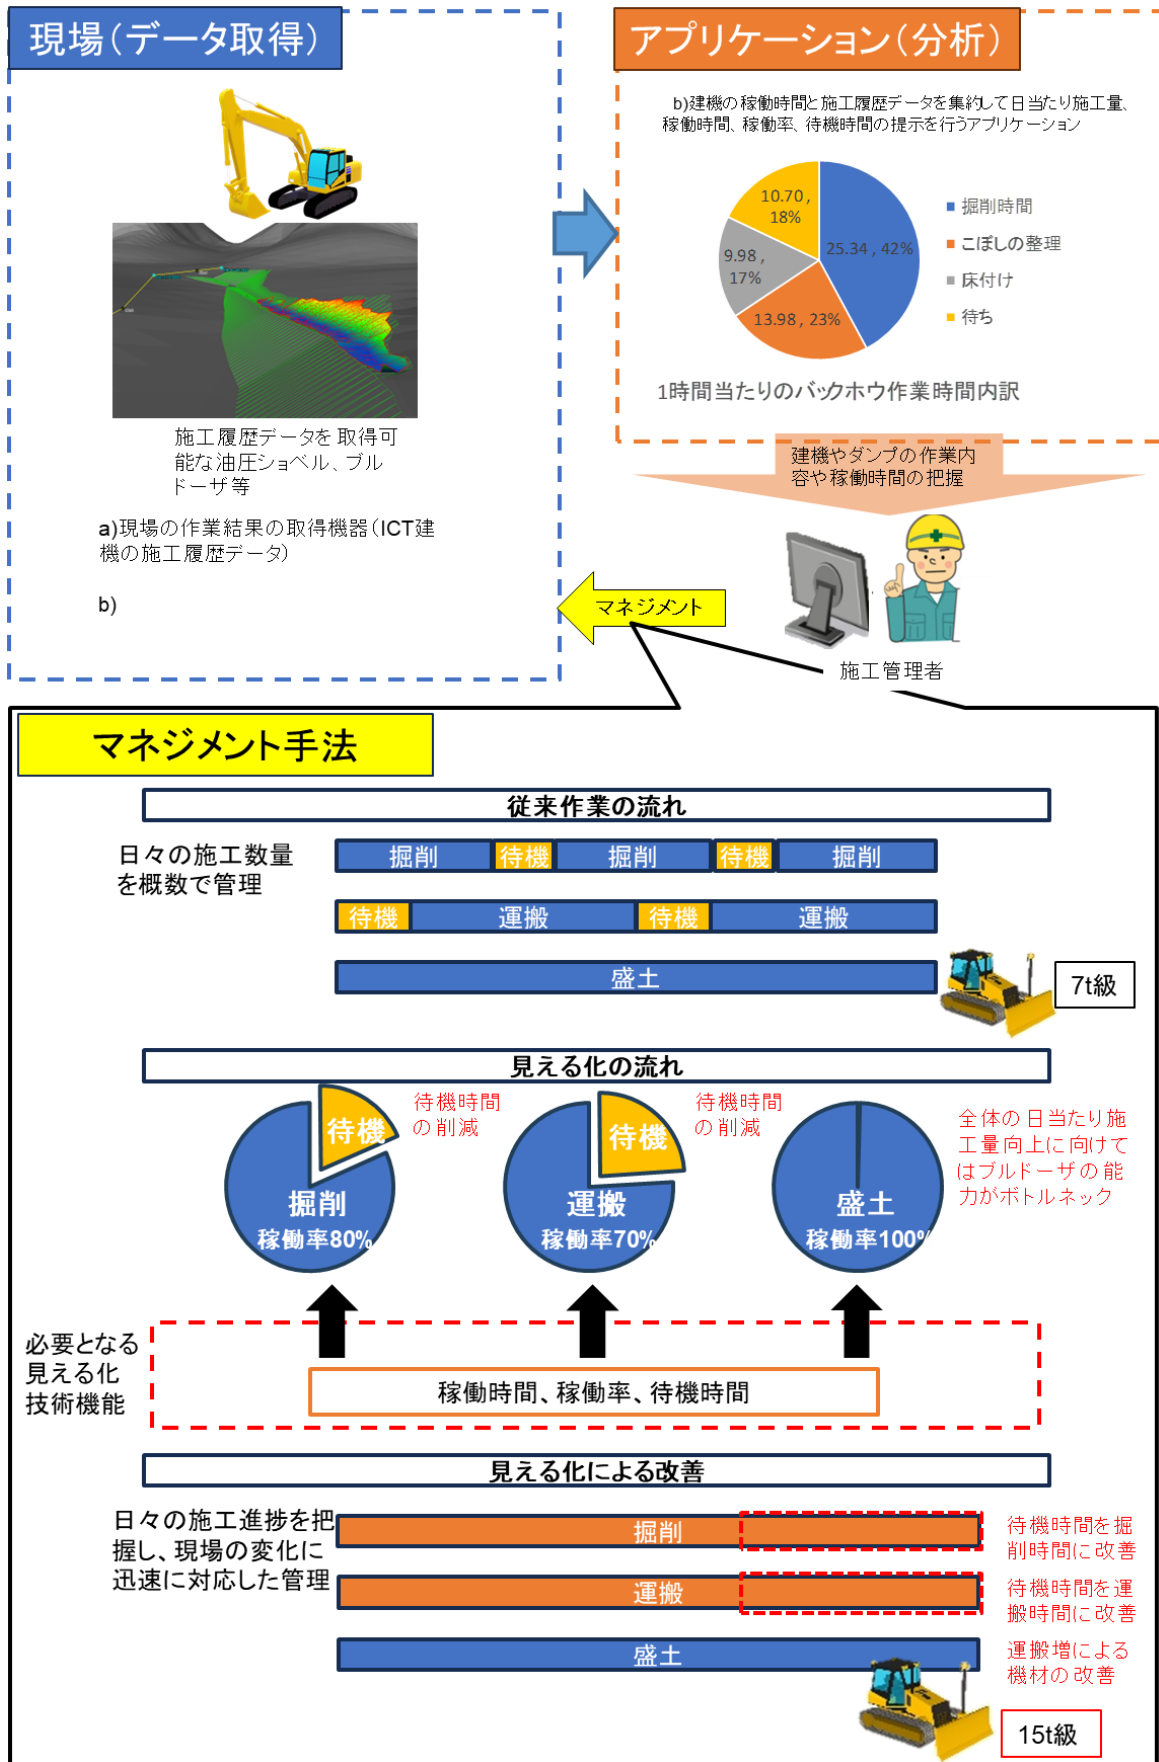 現場(データ取得)
施工履歴データを取得可
能な油圧ショベル、ブル
ドーザ等
a)現場の作業結果の取得機器(ICT建
機の施工履歴データ)
b)
アプリケーション(分析)
b)建機の稼働時間と施工履歴データを集約して日当たり施工量、
稼働時間、稼働率、待機時間の提示を行うアプリケーション
10.70 ,
18%
25.34 , 42%
9.98 ,
17%
13.98 , 23%
掘削時間
こぼしの整理
床付け
待ち
1時間当たりのバックホウ作業時間内訳
建機やダンプの作業内
容や稼働時間の把握
マネジメント
施工管理者
マネジメント手法
従来作業の流れ
日々の施工数量
を概数で管理
掘削 待機 掘削 待機 掘削
待機 運搬 待機 運搬
盛土
7t級
見える化の流れ
待機
掘削
稼働率80%
待機時間
の削減
待機
運搬
稼働率70%
待機時間
の削減
盛土
稼働率100%
全体の日当たり施
工量向上に向けて
はブルドーザの能
力がボトルネック
必要となる
見える化
技術機能
稼働時間、稼働率、待機時間
見える化による改善
日々の施工進捗を把
握し、現場の変化に
迅速に対応した管理
掘削
待機時間を掘
削時間に改善
運搬
待機時間を運
搬時間に改善
盛土
運搬増による
機材の改善
15t級